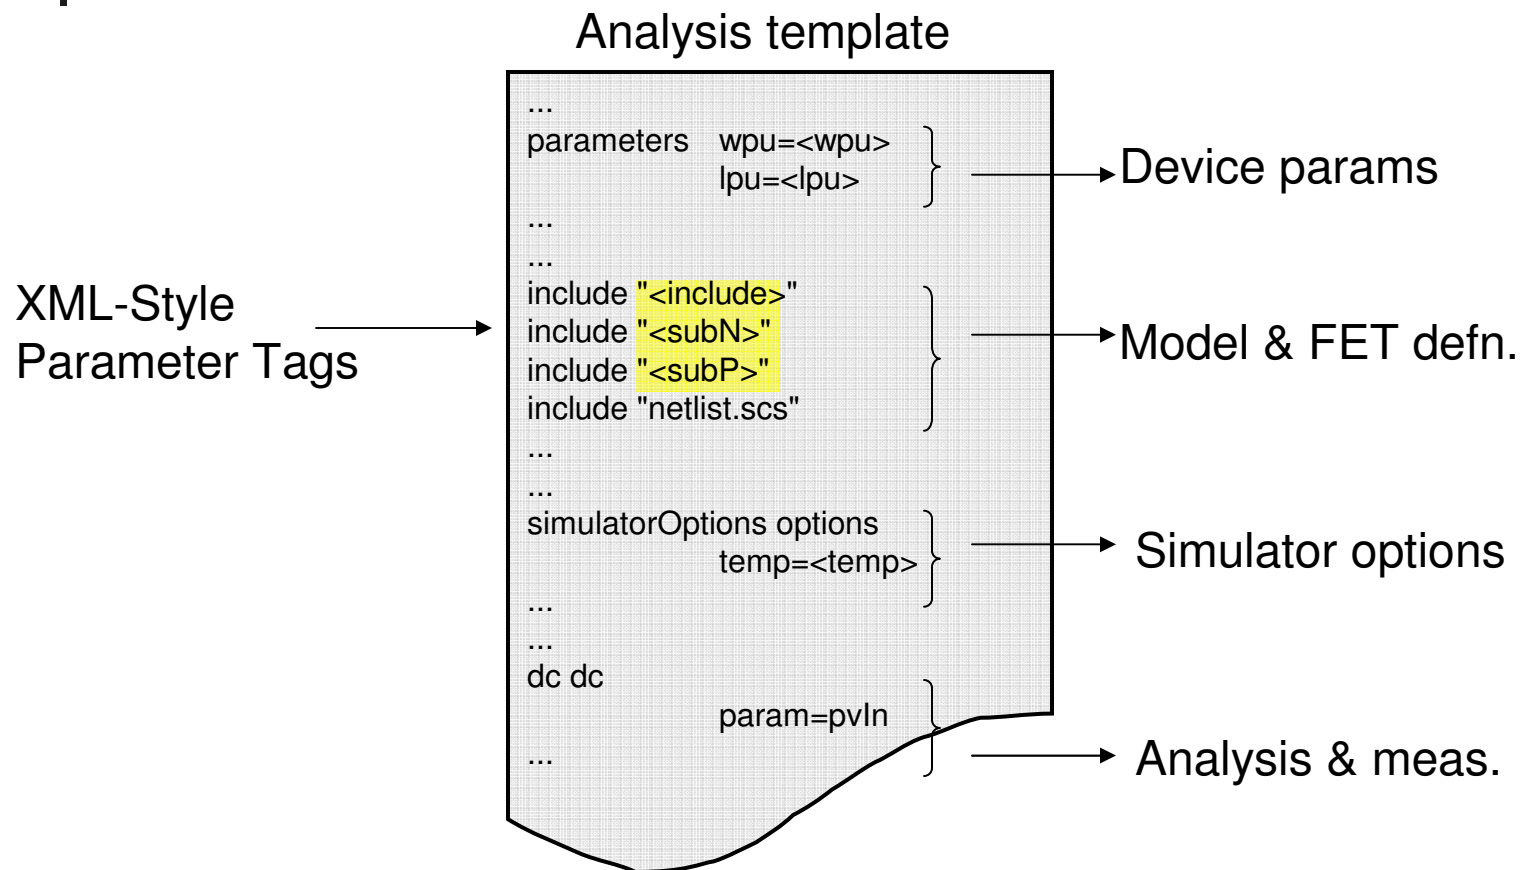 Analysis template
...
parameters wpu=<wpu>
lpu=<lpu>
...
...
include "<include>"
include "<subN>"
include "<subP>"
include "netlist.scs"
...
...
simulatorOptions options
temp=<temp>
...
...
dc dc
param=pvIn
...
XML-Style
Parameter Tags
Device params
Model & FET defn.
Simulator options
Analysis & meas.